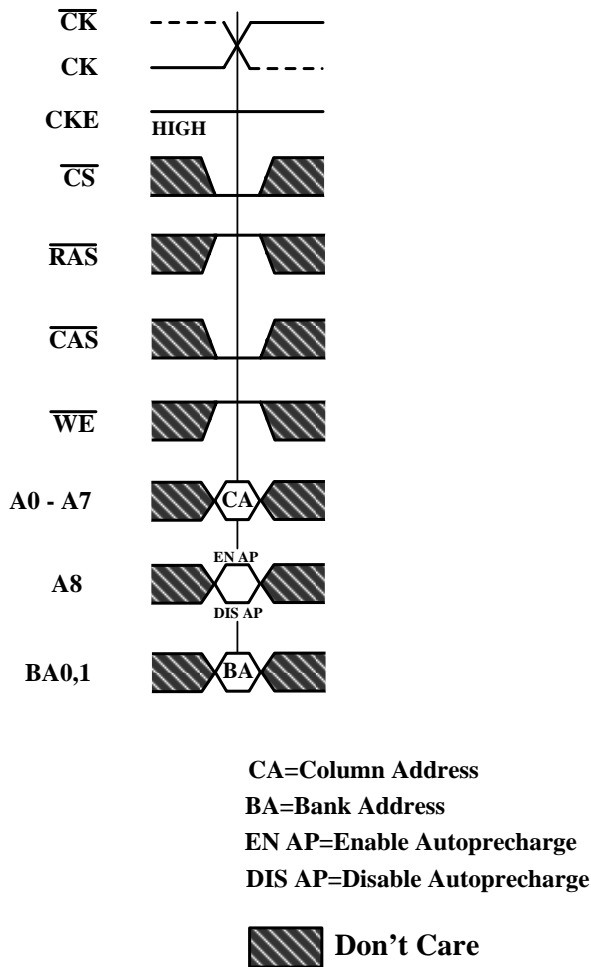 CK
CK
CKE
HIGH
CS
RAS
CAS
WE
A0 - A7
CA
EN AP
A8
DIS AP
BA0,1
BA
CA=Column Address
BA=Bank Address
EN AP=Enable Autoprecharge
DIS AP=Disable Autoprecharge
Don't Care